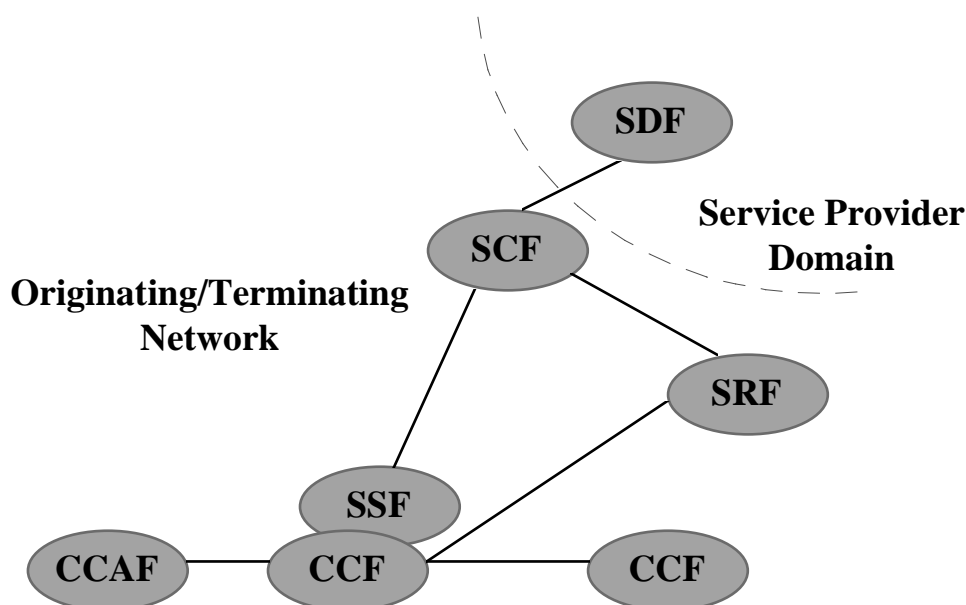 SDF
Service Provider
Domain
SCF
Originating/Terminating
Network
SRF
SSF
CCAF
CCF
CCF